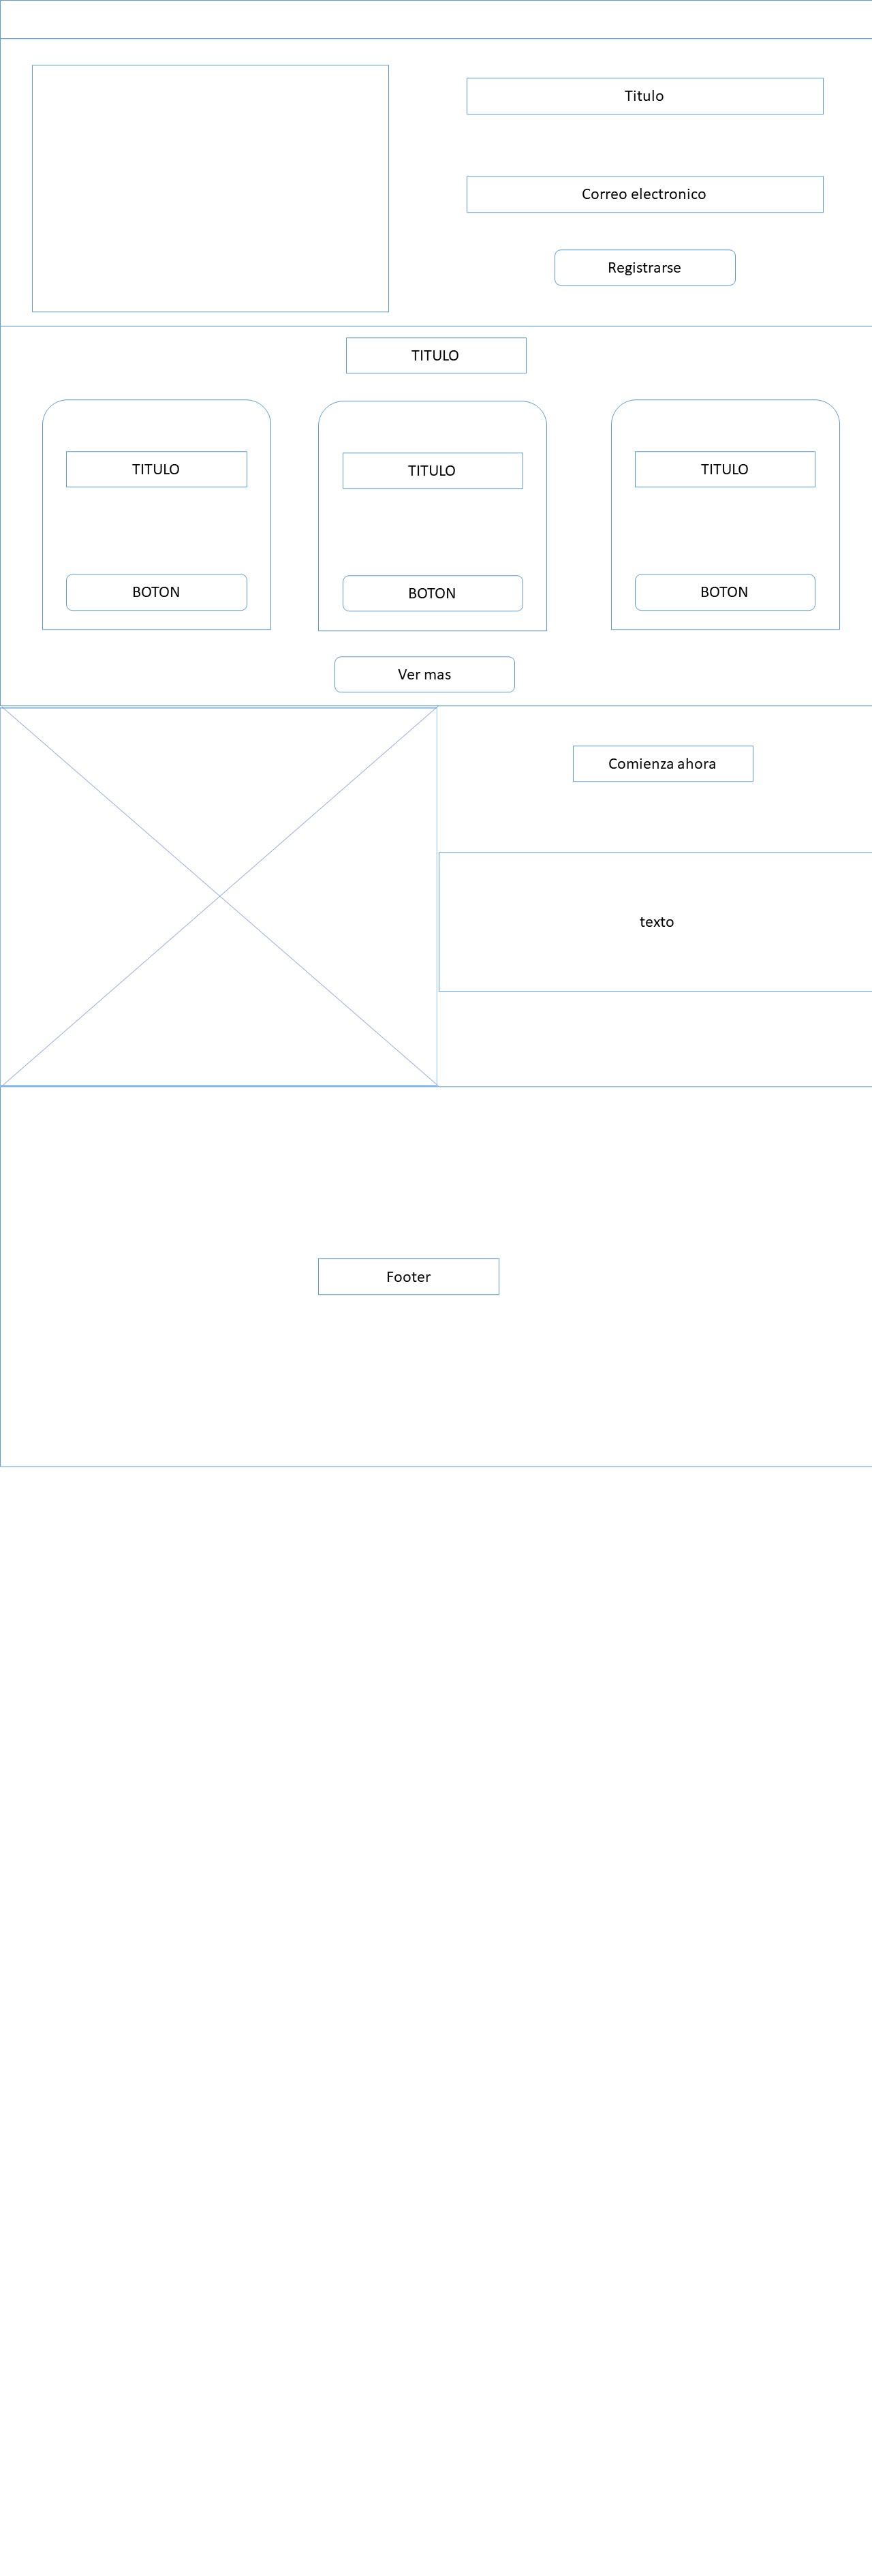 Titulo
Correo electronico
Registrarse
TITULO
TITULO
TITULO
TITULO
BOTON
BOTON
BOTON
Ver mas
Comienza ahora
texto
Footer